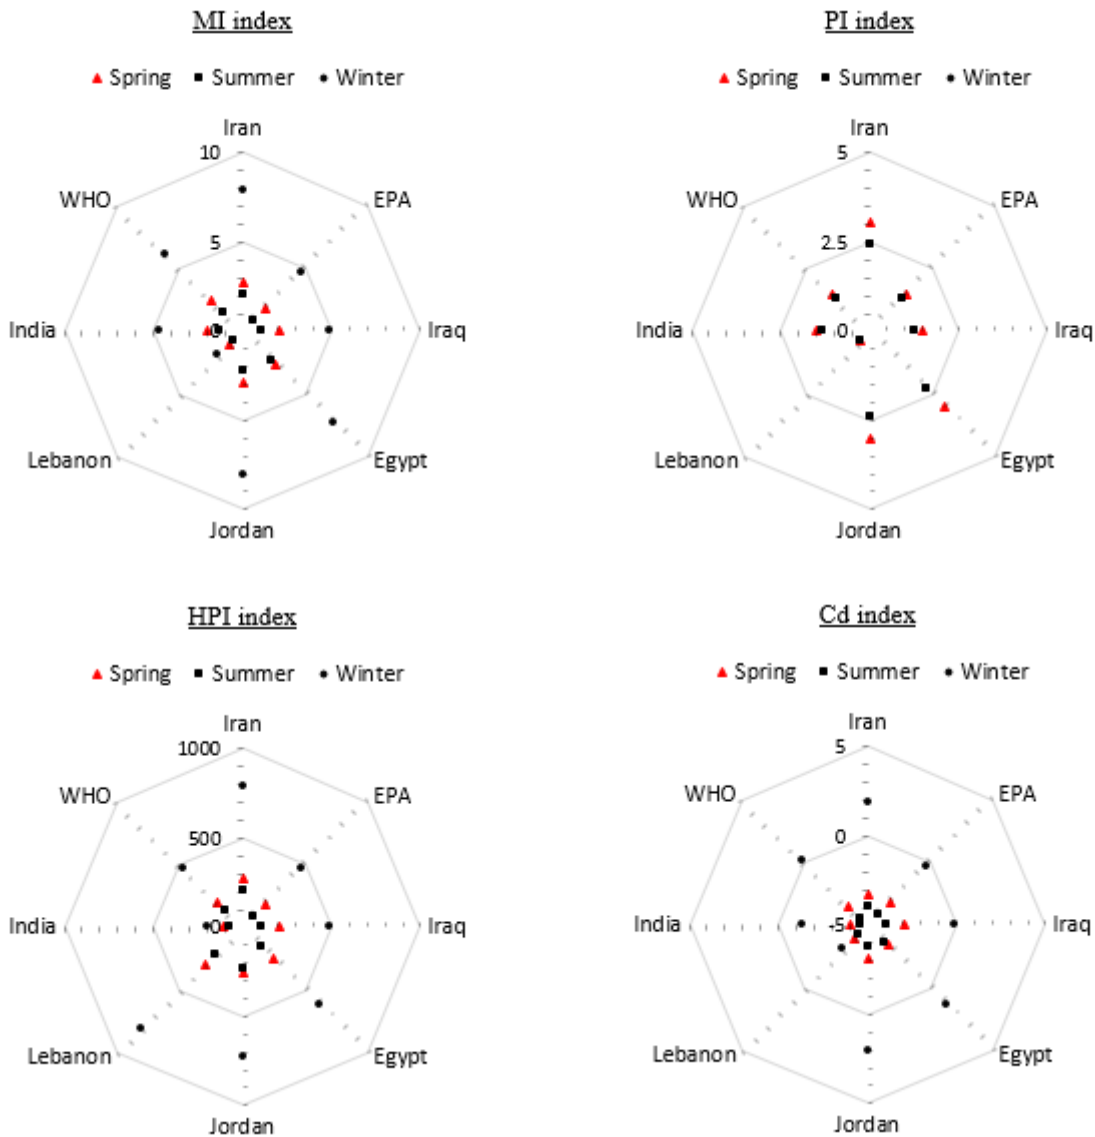 MI index
PI index
Spring Summer Winter
Spring Summer Winter
Iran
Iran
10
5
WHO
EPA
WHO
EPA
5
2.5
India
0
Iraq
India
0
Iraq
Lebanon
Egypt
Lebanon
Egypt
Jordan
Jordan
HPI index
Cd index
Spring Summer Winter
Spring Summer Winter
Iran
Iran
1000
5
WHO
EPA
WHO
EPA
500
0
India
0
Iraq
India
-5
Iraq
Lebanon
Egypt
Lebanon
Egypt
Jordan
Jordan